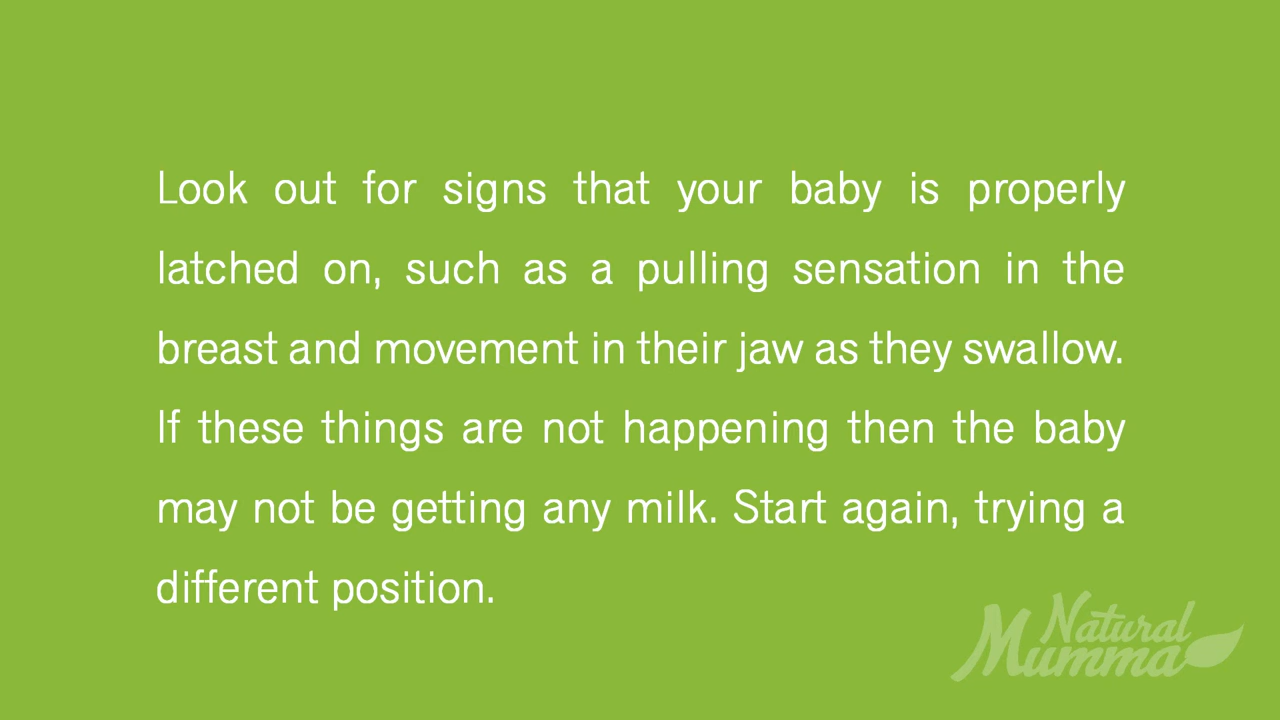 Look out for signs that your baby is properly
latched on, such as a pulling sensation in the
breast and movement in their jaw as they swallow.
If these things are not happening then the baby
may not be getting any milk. Start again, trying a
different position.
Natural
Mumma